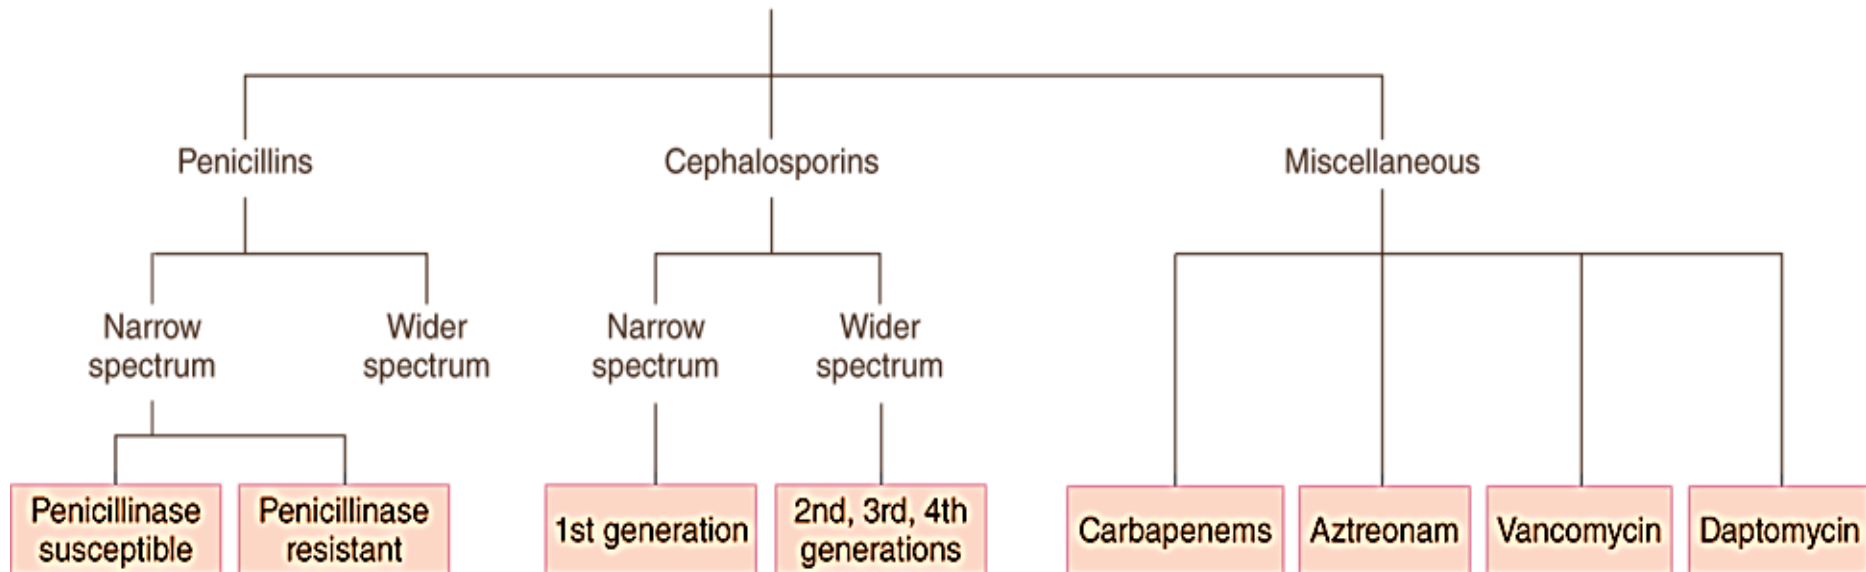 Penicillins
Cephalosporins
Miscellaneous
Narrow
spectrum
Wider
spectrum
Narrow
spectrum
Wider
spectrum
Penicillinase
susceptible
Penicillinase
resistant
1st generation
2nd, 3rd, 4th
generations
Carbapenems
Aztreonam
Vancomycin
Daptomycin